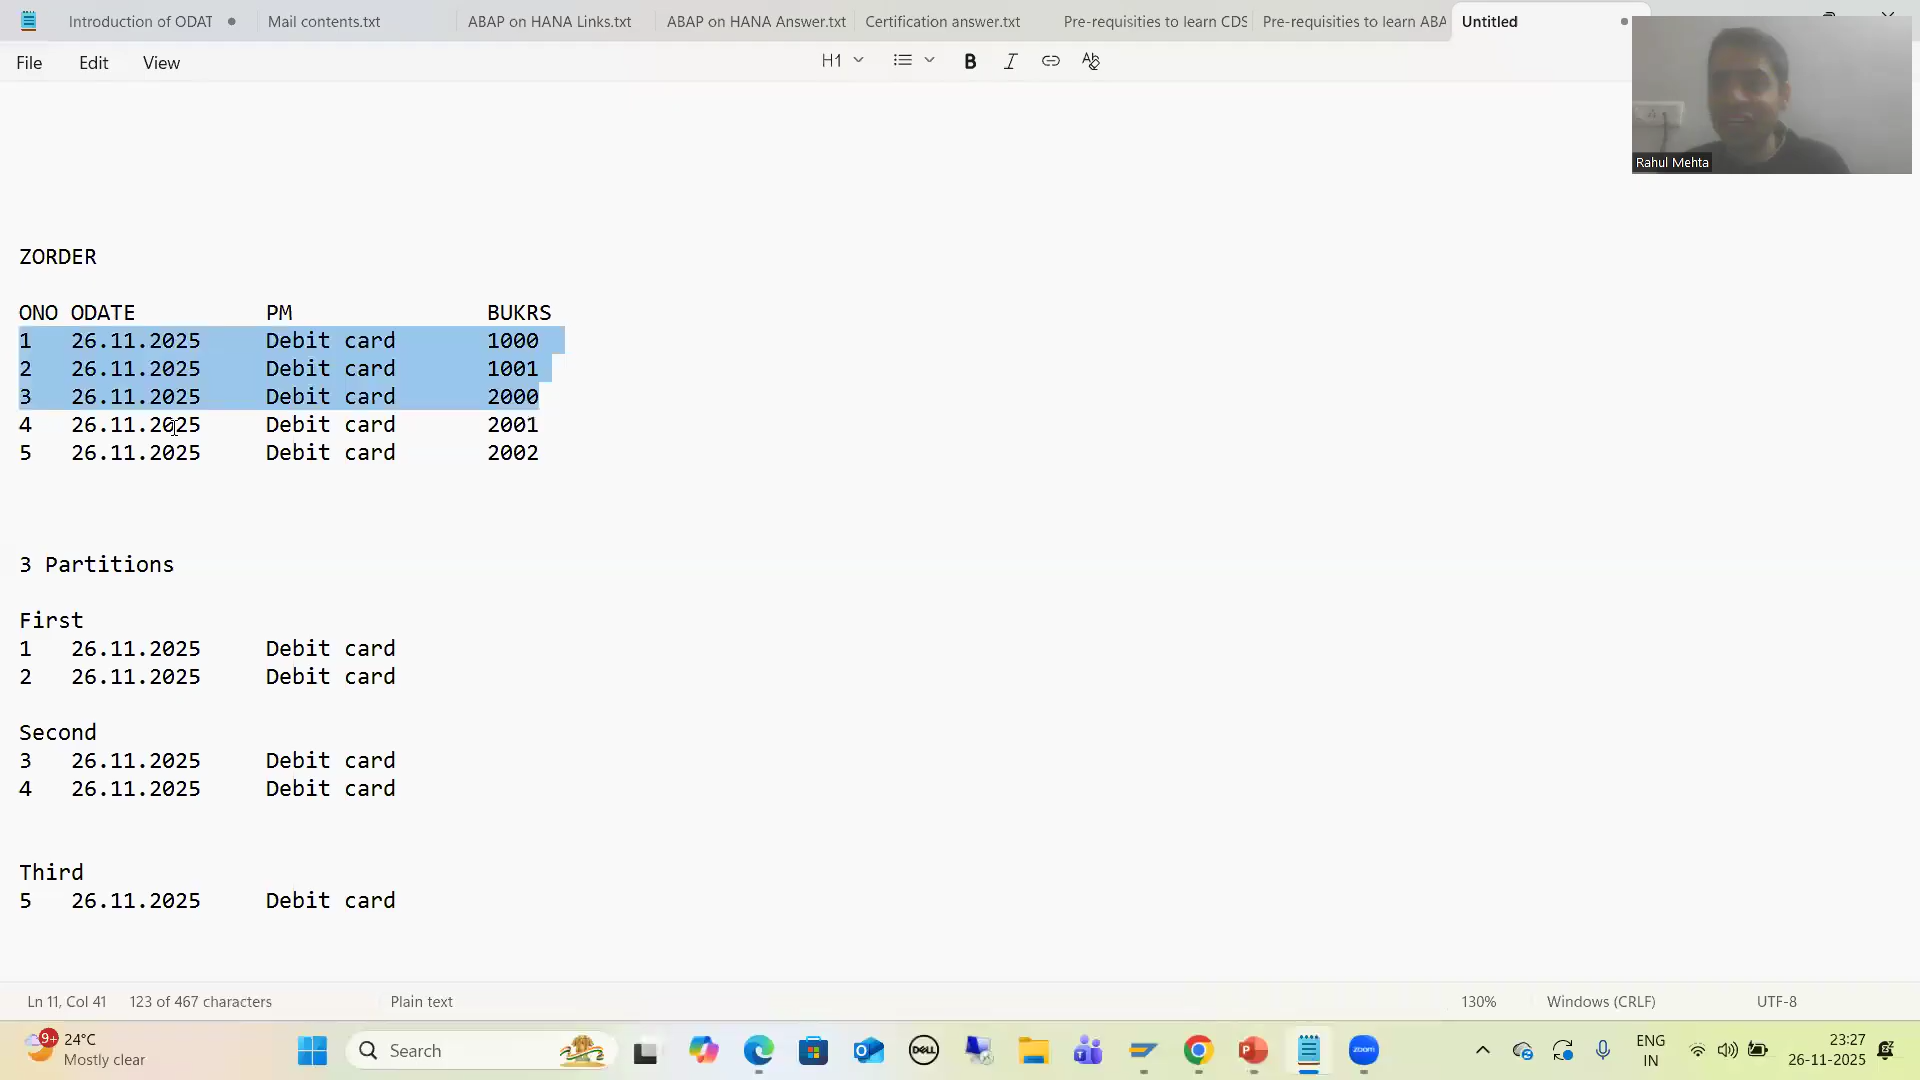 Introduction of ODAT
Mail contents.txt
ABAP on HANA Links.txt
ABAP on HANA Answer.txt
Certification answer.txt
Pre-requisities to learn CDS
Pre-requisities to learn ABA
Untitled
File Edit View
H1 B I
Rahul Mehta
ZORDER
ONO ODATE PM BUKRS
1 26.11.2025 Debit card 1000
2 26.11.2025 Debit card 1001
3 26.11.2025 Debit card 2000
4 26.11.2025 Debit card 2001
5 26.11.2025 Debit card 2002
3 Partitions
First
1 26.11.2025 Debit card
2 26.11.2025 Debit card
Second
3 26.11.2025 Debit card
4 26.11.2025 Debit card
Third
5 26.11.2025 Debit card
Ln 11, Col 41 123 of 467 characters Plain text 130% Windows (CRLF) UTF-8
9+
24°C
Mostly clear
Search
DELL
zoom
ENG
IN
23:27
26-11-2025